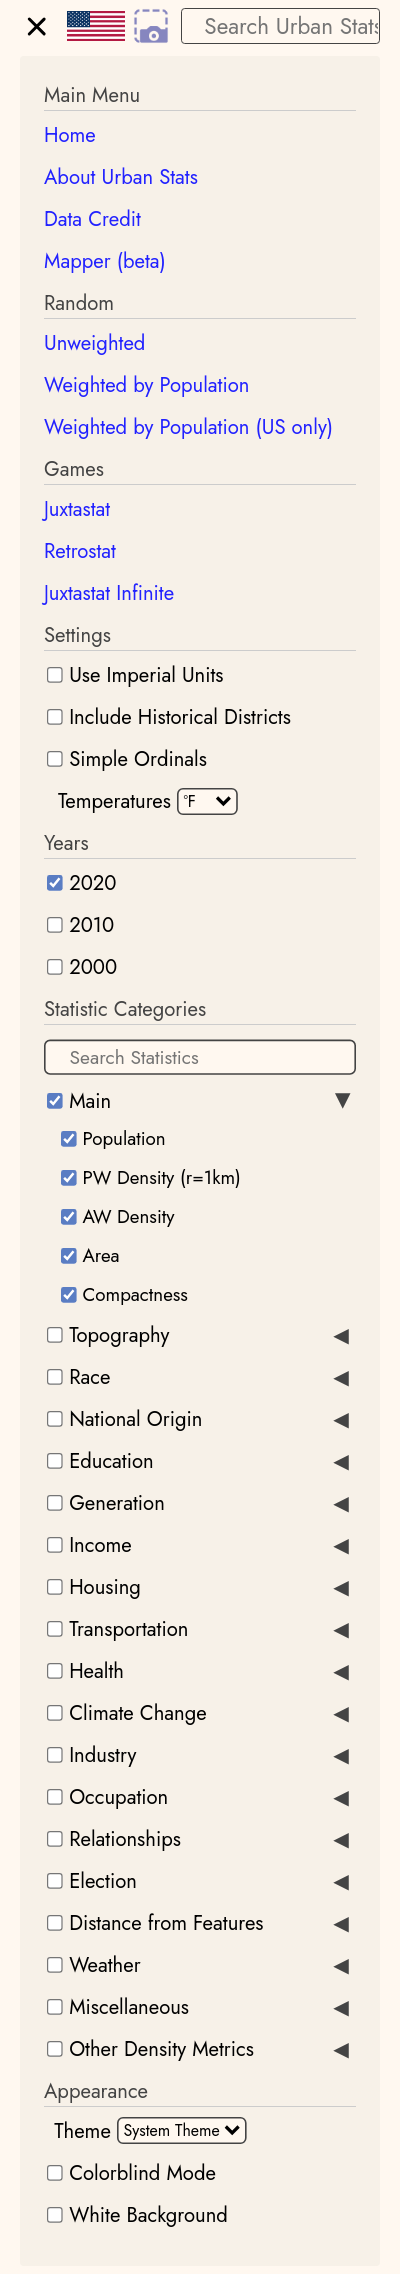 Search Urban Stats
Main Menu
Home
About Urban Stats
Data Credit
Mapper (beta)
Random
Unweighted
Weighted by Population
Weighted by Population (US only)
Games
Juxtastat
Retrostat
Juxtastat Infinite
Settings
Use Imperial Units
Include Historical Districts
Simple Ordinals
Temperatures °F
Years
2020
2010
2000
Statistic Categories
Search Statistics
Main
Population
PW Density (r=1km)
AW Density
Area
Compactness
Topography
Race
National Origin
Education
Generation
Income
Housing
Transportation
Health
Climate Change
Industry
Occupation
Relationships
Election
Distance from Features
Weather
Miscellaneous
Other Density Metrics
Appearance
Theme System Theme
Colorblind Mode
White Background